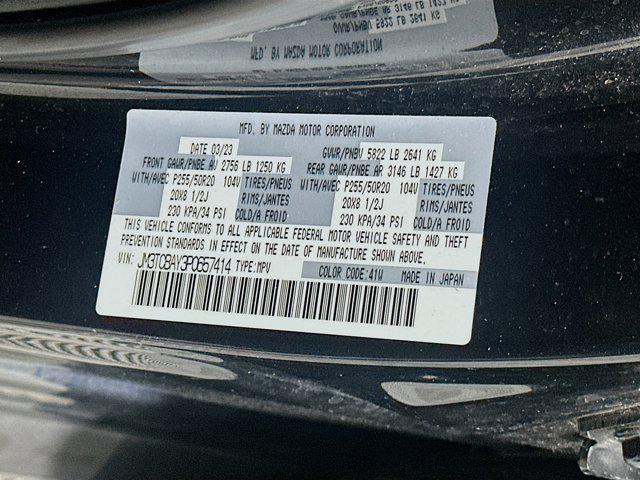 MFD. BY MAZDA MOTOR CORPORATION
DATE 03/23 GVWR/PNBV 5822 LB 2641 KG
FRONT GAWR/PNBE AV 2756 LB 1250 KG REAR GAWR/PNBE AR 3146 LB 1427 KG
WITH/AVEC P255/50R20 104V TIRES/PNEUS WITH/AVEC P255/50R20 104V TIRES/PNEUS
20X8 1/2J RIMS/JANTES 20X8 1/2J RIMS/JANTES
230 KPA/34 PSI COLD/A FROID 230 KPA/34 PSI COLD/A FROID
THIS VEHICLE CONFORMS TO ALL APPLICABLE FEDERAL MOTOR VEHICLE SAFETY AND THEFT
PREVENTION STANDARDS IN EFFECT ON THE DATE OF MANUFACTURE SHOWN ABOVE.
VIN: JM3TCBAY3P0657414 TYPE:MPV COLOR CODE:41W MADE IN JAPAN